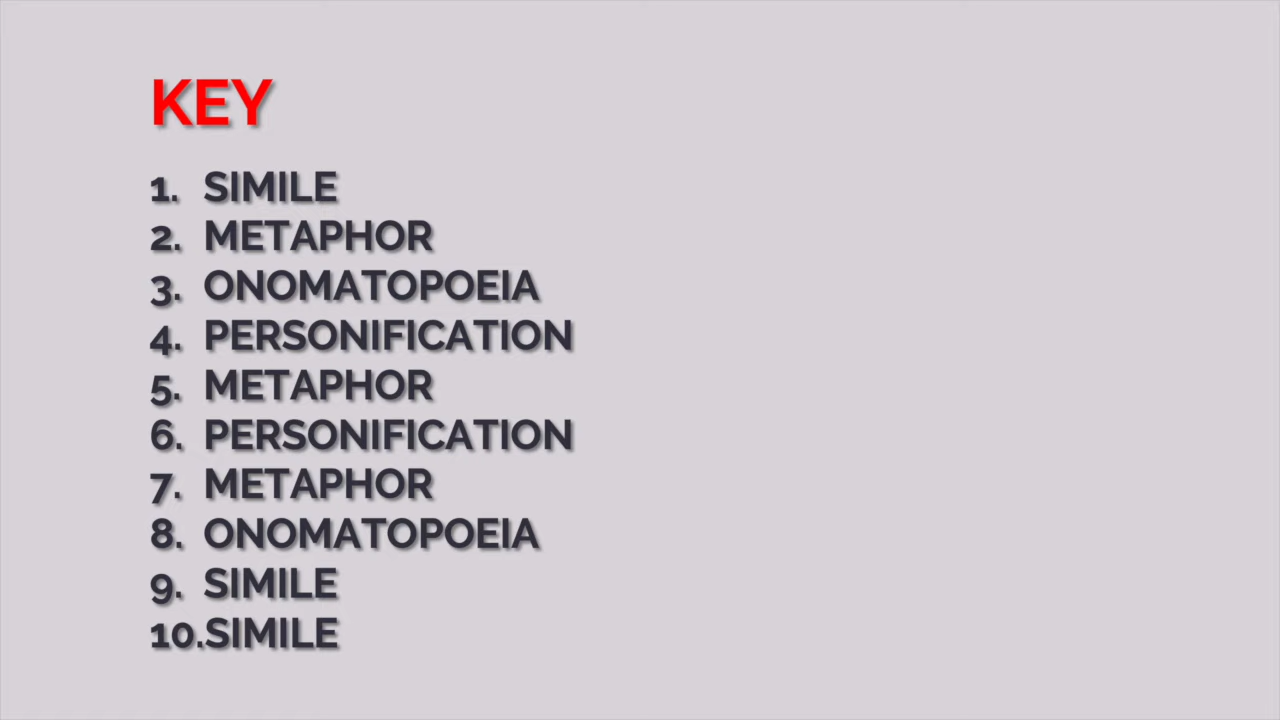 KEY
1. SIMILE
2. METAPHOR
3. ONOMATOPOEIA
4. PERSONIFICATION
5. METAPHOR
6. PERSONIFICATION
7. METAPHOR
8. ONOMATOPOEIA
9. SIMILE
10.SIMILE